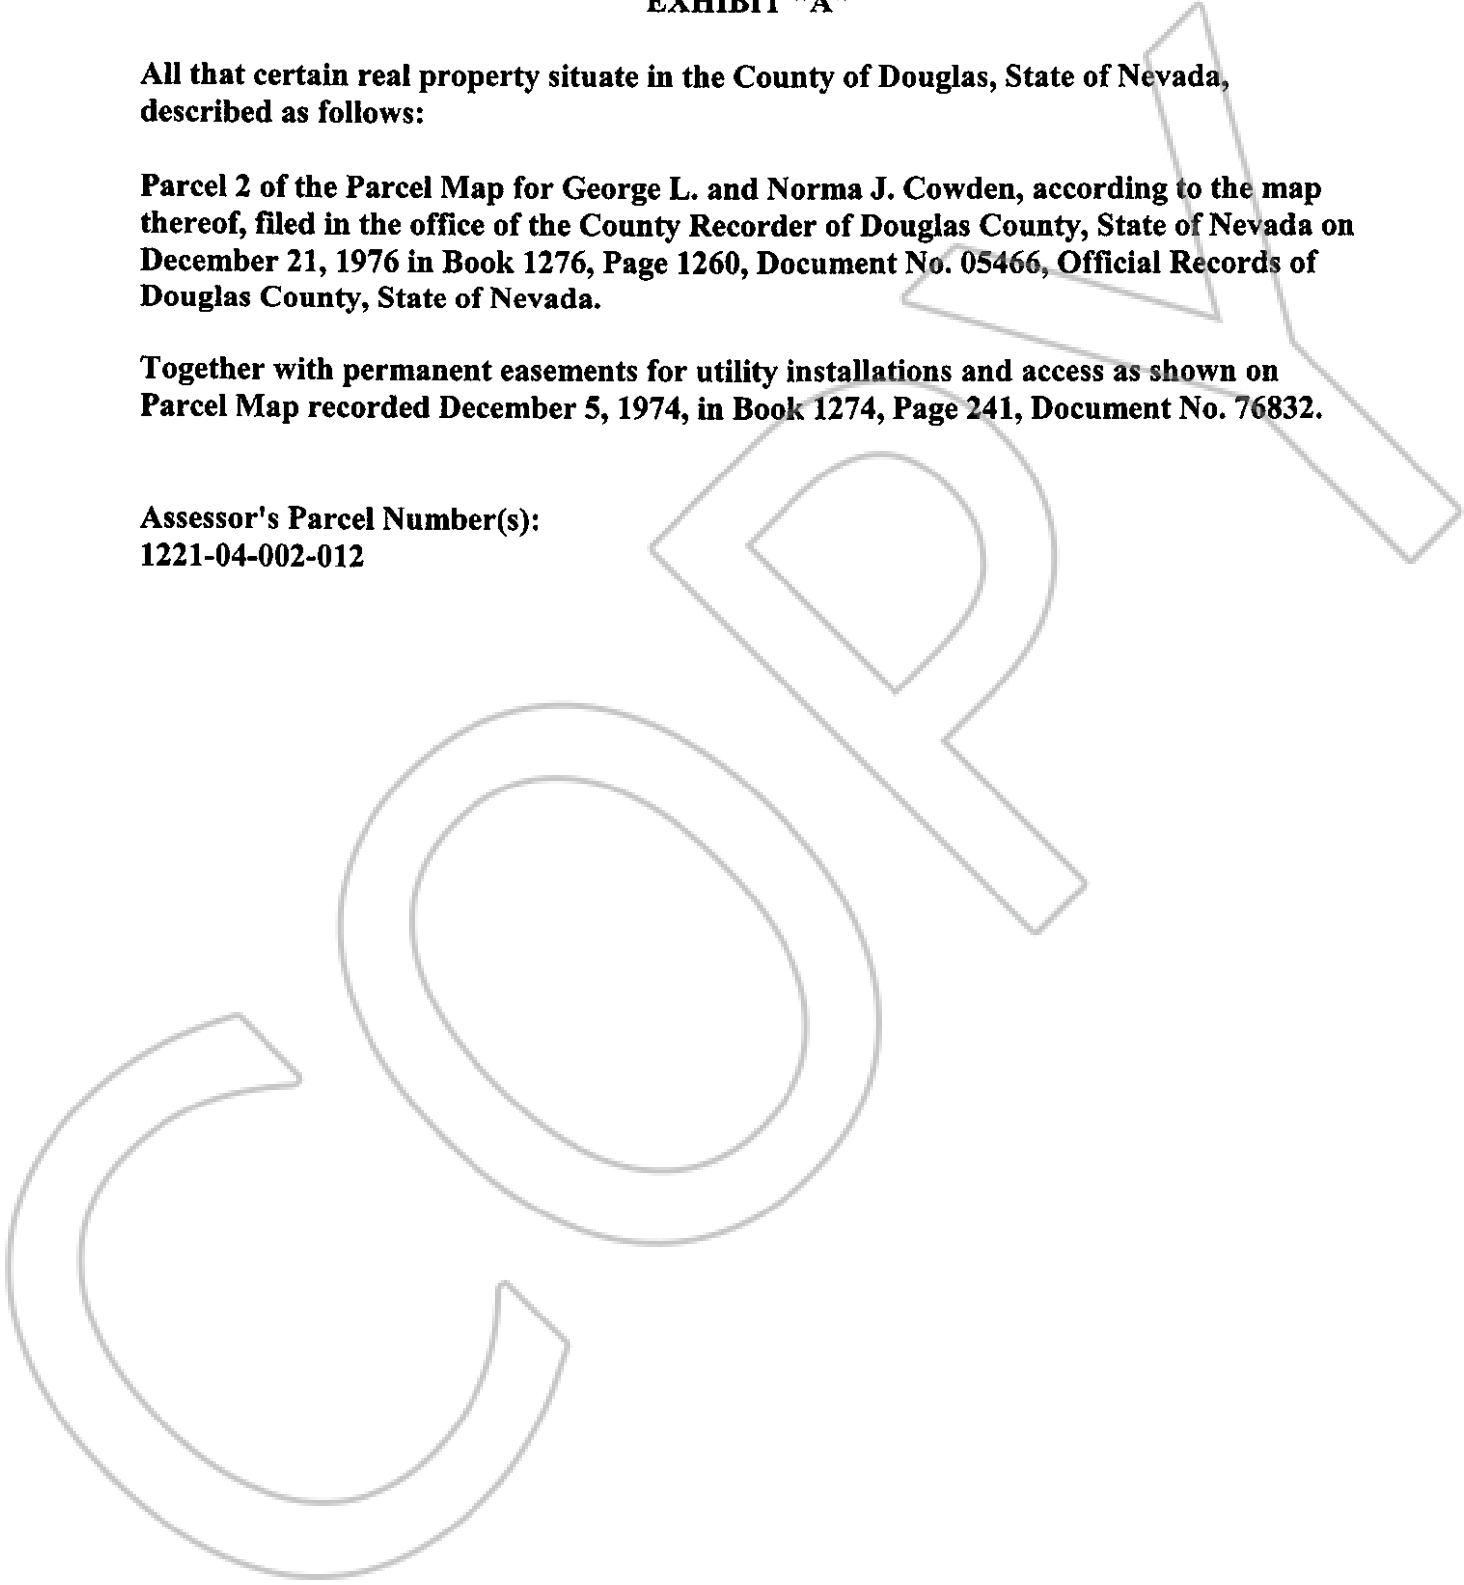 EXHIBIT "A"
All that certain real property situate in the County of Douglas, State of Nevada,
described as follows:
Parcel 2 of the Parcel Map for George L. and Norma J. Cowden, according to the map
thereof, filed in the office of the County Recorder of Douglas County, State of Nevada on
December 21, 1976 in Book 1276, Page 1260, Document No. 05466, Official Records of
Douglas County, State of Nevada.
Together with permanent easements for utility installations and access as shown on
Parcel Map recorded December 5, 1974, in Book 1274, Page 241, Document No. 76832.
Assessor's Parcel Number(s):
1221-04-002-012
COPY